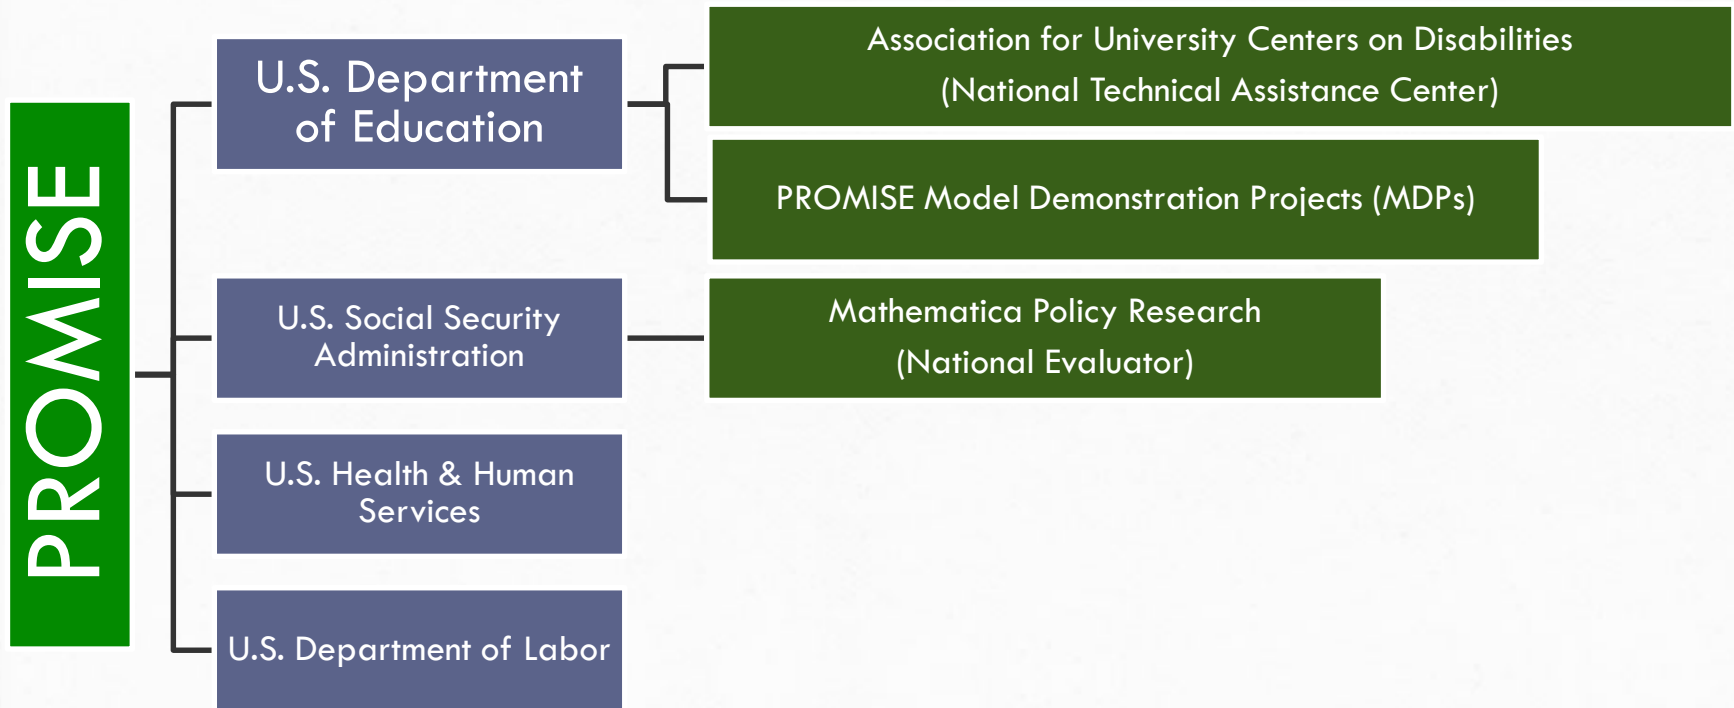 PROMISE
U.S. Department
of Education
Association for University Centers on Disabilities
(National Technical Assistance Center)
PROMISE Model Demonstration Projects (MDPs)
U.S. Social Security
Administration
Mathematica Policy Research
(National Evaluator)
U.S. Health & Human
Services
U.S. Department of Labor